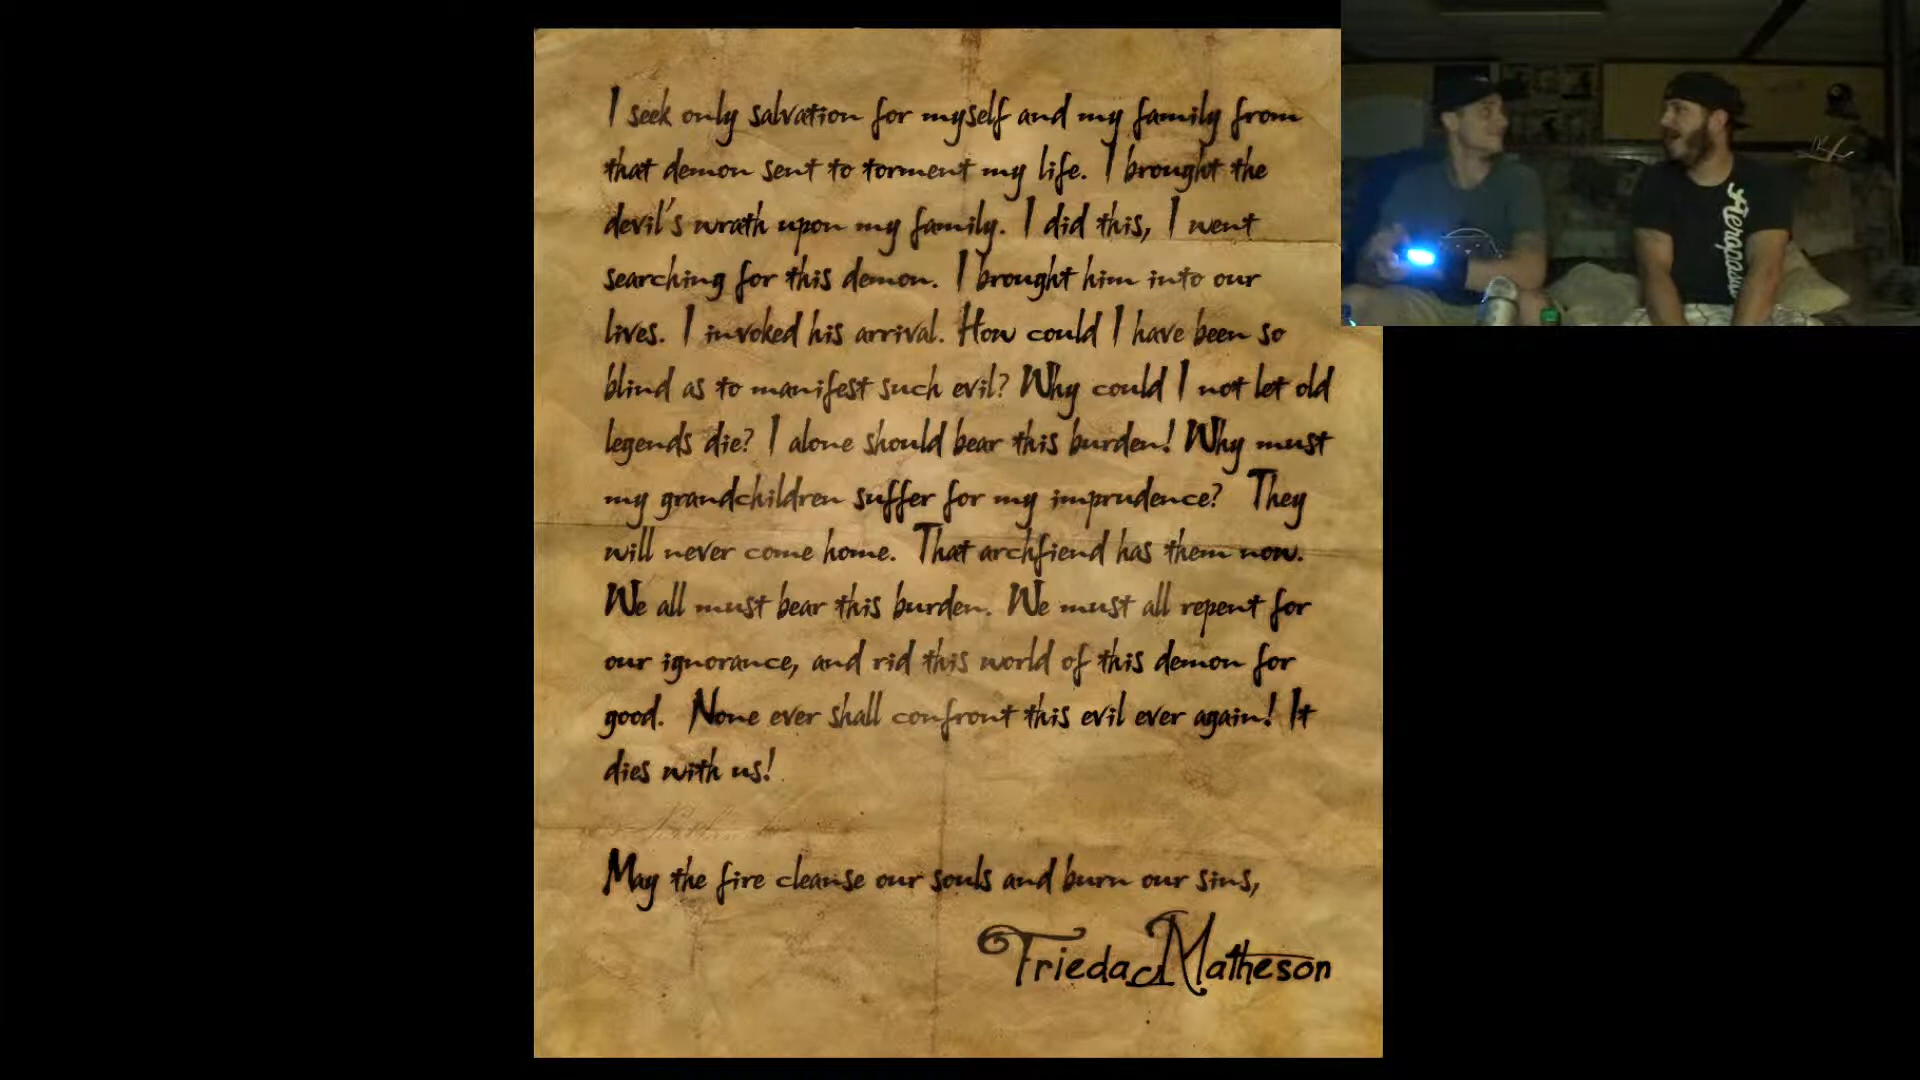 I seek only salvation for myself and my family from
that demon sent to torment my life. I brought the
devil's wrath upon my family. I did this, I went
searching for this demon. I brought him into our
lives. I invoked his arrival. How could I have been so
blind as to manifest such evil? Why could I not let old
legends die? I alone should bear this burden! Why must
my grandchildren suffer for my imprudence? They
will never come home. That archfiend has them now.
We all must bear this burden. We must all repent for
our ignorance, and rid this world of this demon for
good. None ever shall confront this evil ever again! It
dies with us!
May the fire cleanse our souls and burn our sins,
Frieda Matheson